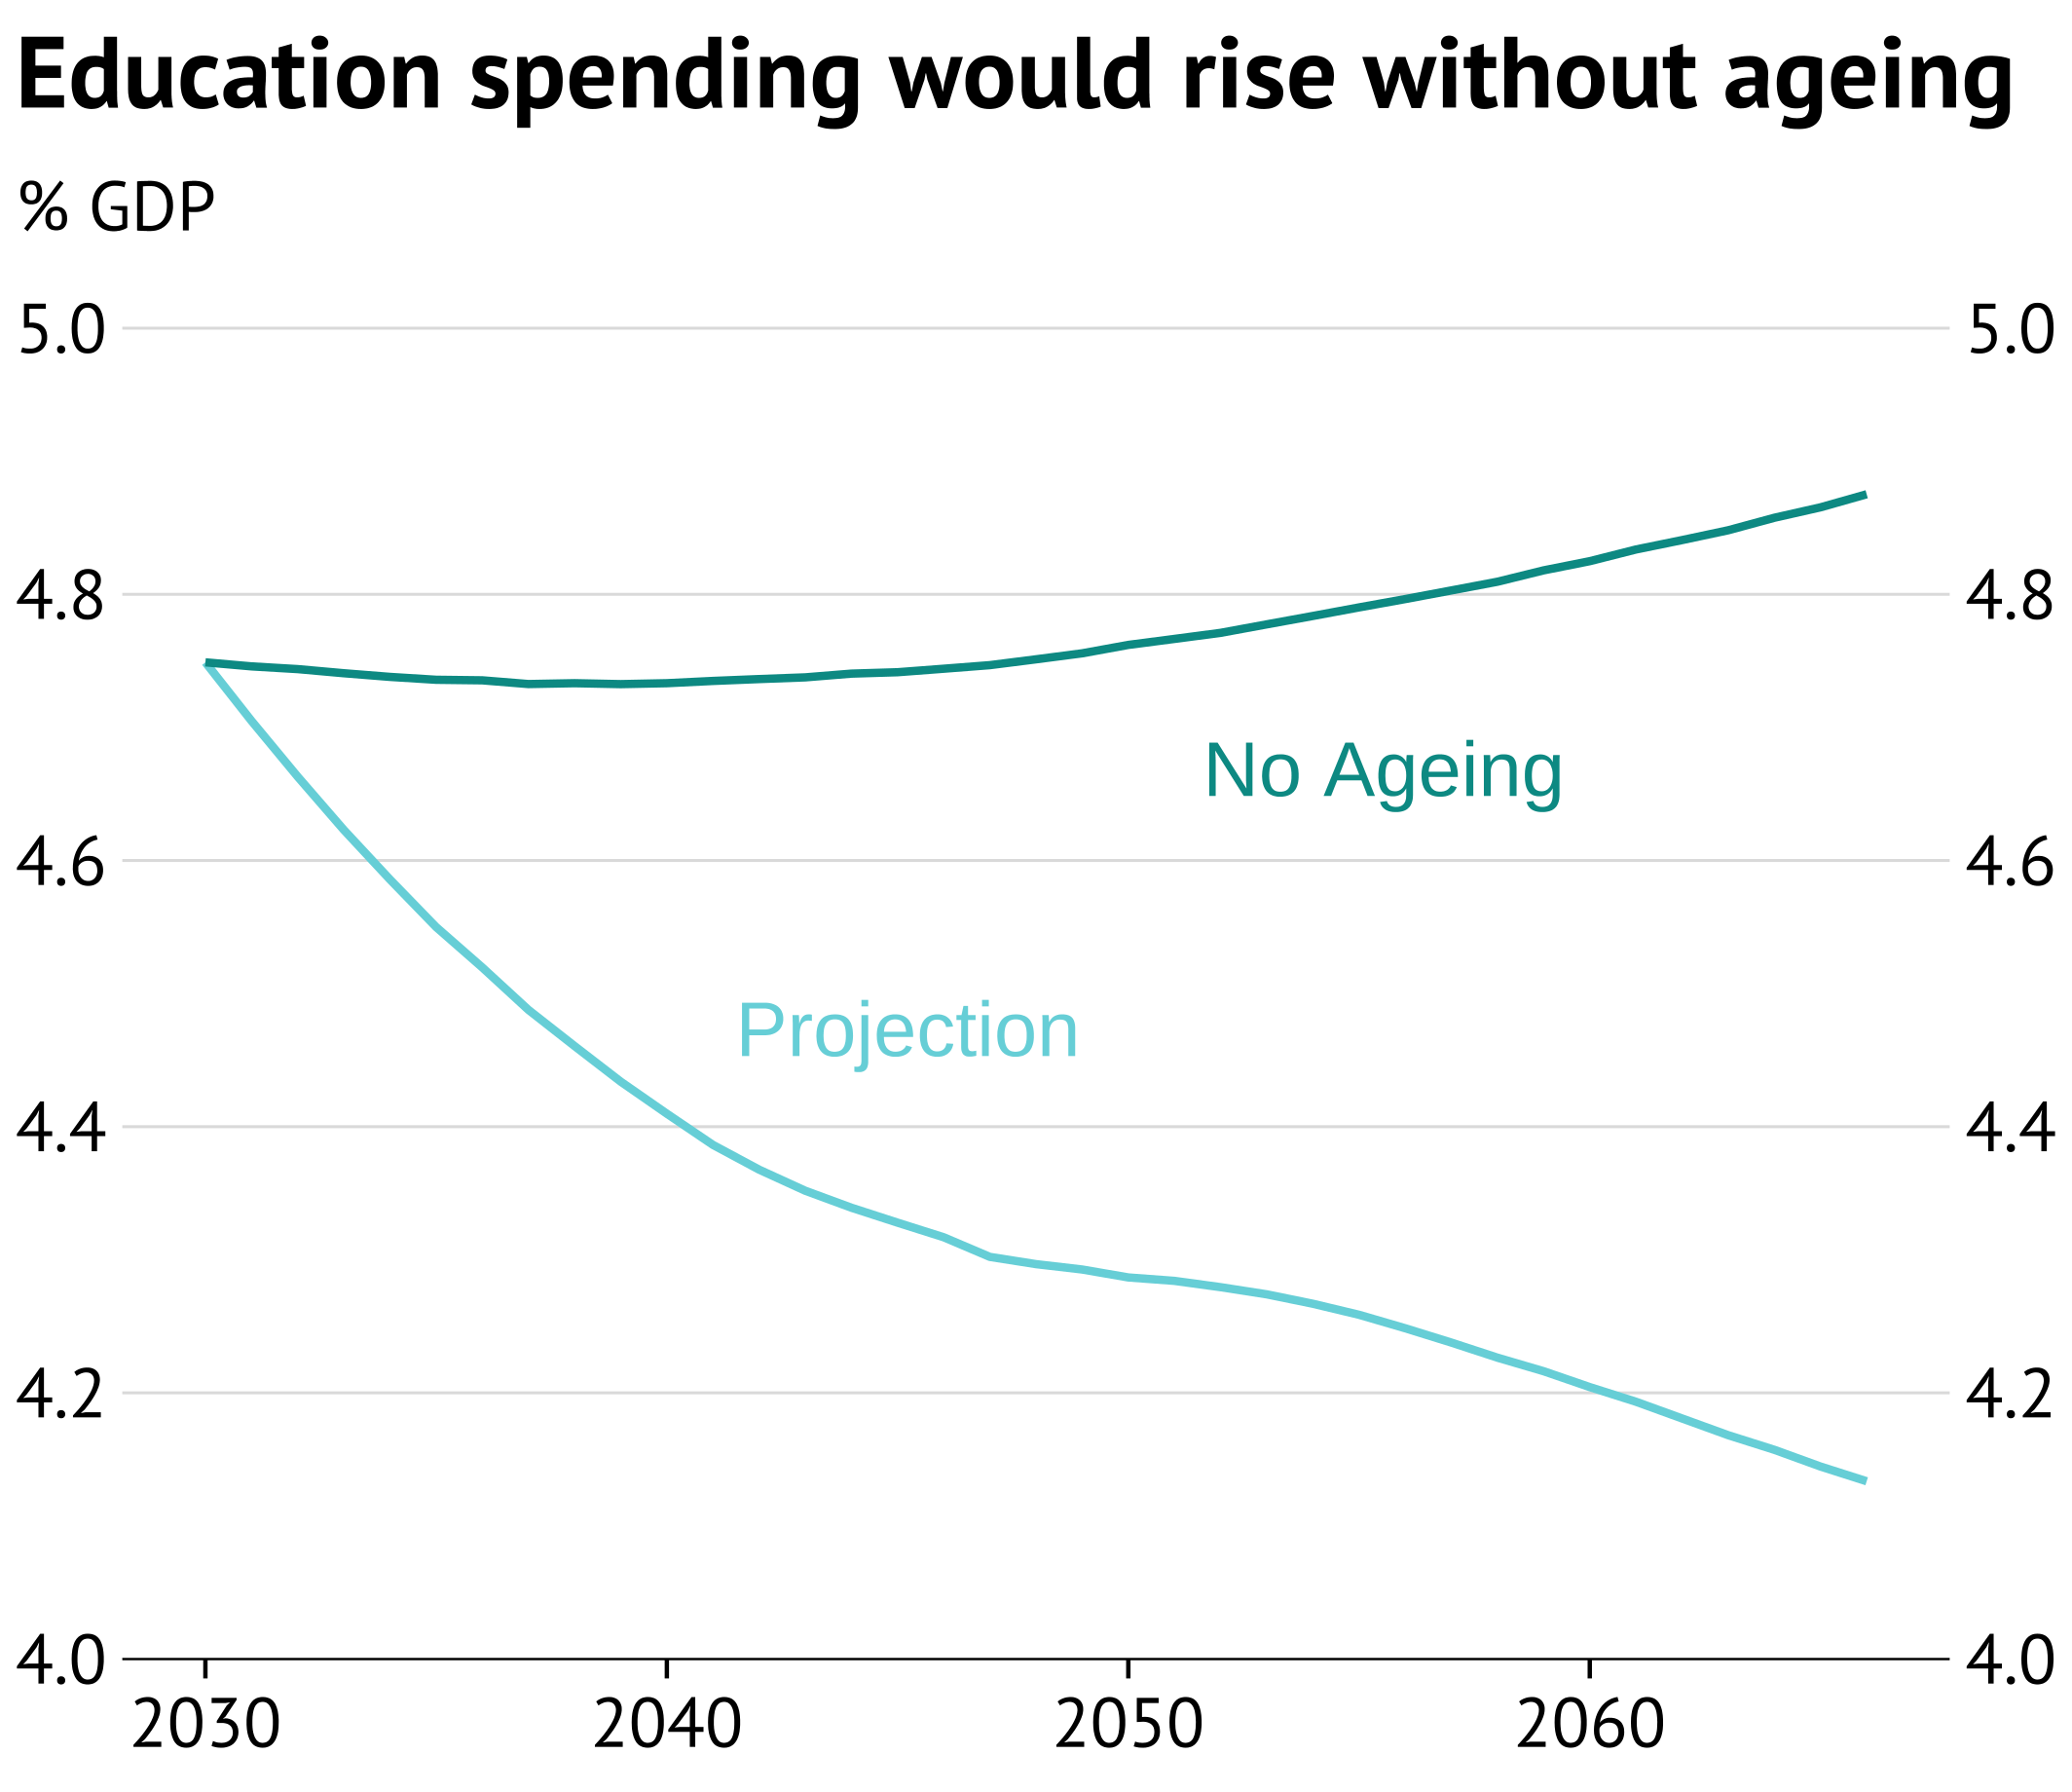 Education spending would rise without ageing
% GDP
5.0 5.0
4.8 4.8
No Ageing
4.6 4.6
Projection
4.4 4.4
4.2 4.2
4.0 4.0
2030 2040 2050 2060